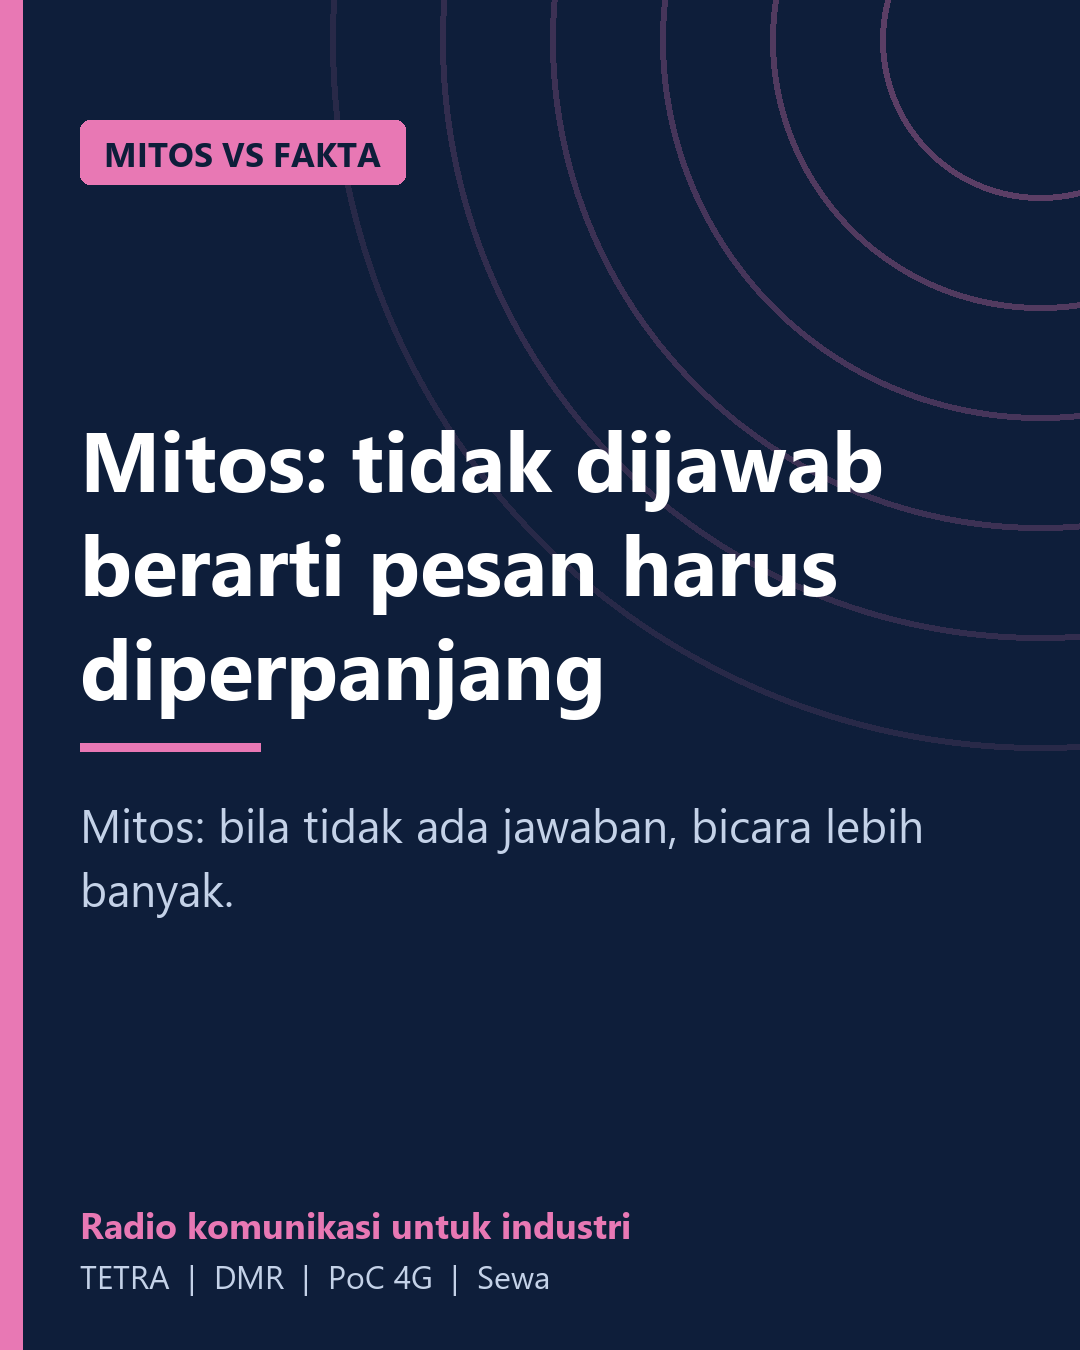 MITOS VS FAKTA
Mitos: tidak dijawab
berarti pesan harus
diperpanjang
Mitos: bila tidak ada jawaban, bicara lebih
banyak.
Radio komunikasi untuk industri
TETRA | DMR | PoC 4G | Sewa